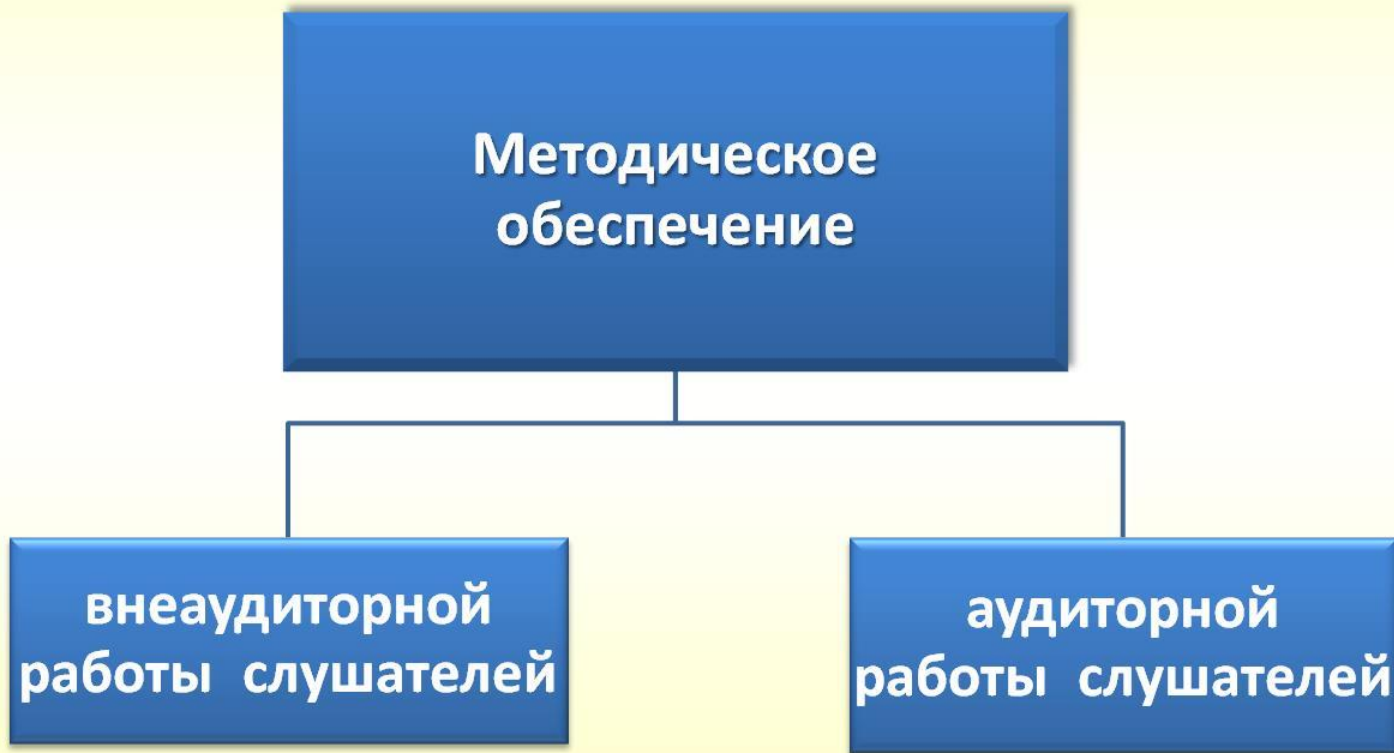 Методическое
обеспечение
внеаудиторной
работы слушателей
аудиторной
работы слушателей